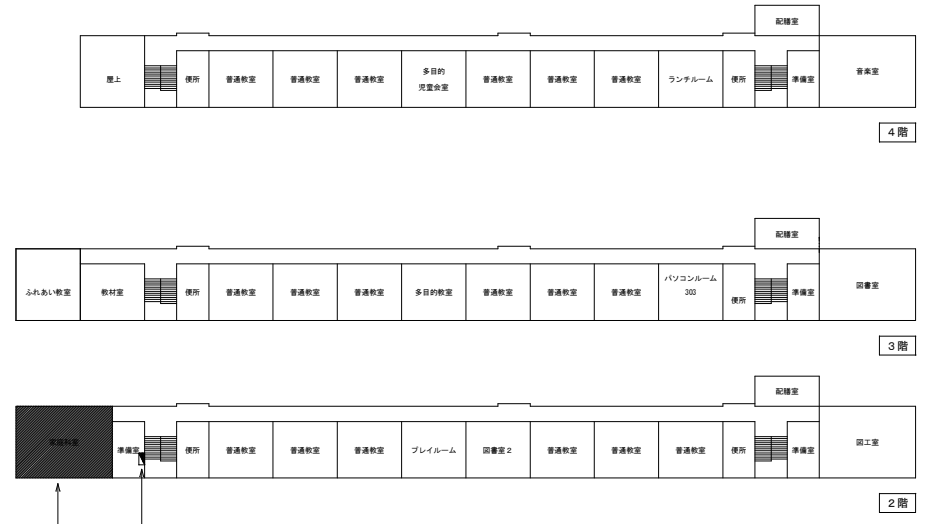 配膳室
屋上 便所 普通教室 普通教室 普通教室 多目的 普通教室 普通教室 普通教室 ランチルーム 便所 準備室 音楽室
児童会室
4階
配膳室
ふれあい教室 教材室 便所 普通教室 普通教室 普通教室 多目的教室 普通教室 普通教室 普通教室 パソコンルーム 便所 準備室 図書室
303
3階
配膳室
家庭科室 準備室 便所 普通教室 普通教室 普通教室 プレイルーム 図書室2 普通教室 普通教室 普通教室 便所 準備室 図工室
2階